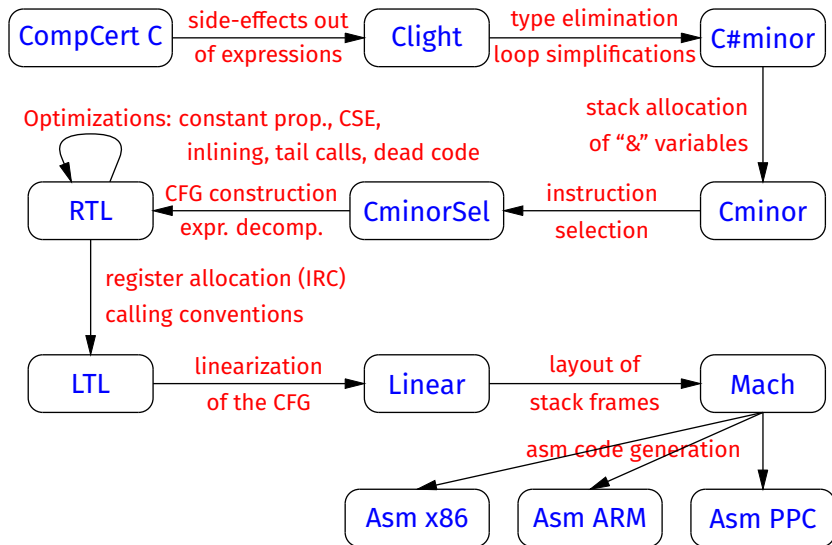 CompCert C
side-effects out
of expressions
Clight
type elimination
loop simplifications
C#minor
stack allocation
of “&” variables
Optimizations: constant prop., CSE,
inlining, tail calls, dead code
RTL
CFG construction
expr. decomp.
CminorSel
instruction
selection
Cminor
register allocation (IRC)
calling conventions
LTL
linearization
of the CFG
Linear
layout of
stack frames
Mach
asm code generation
Asm x86
Asm ARM
Asm PPC